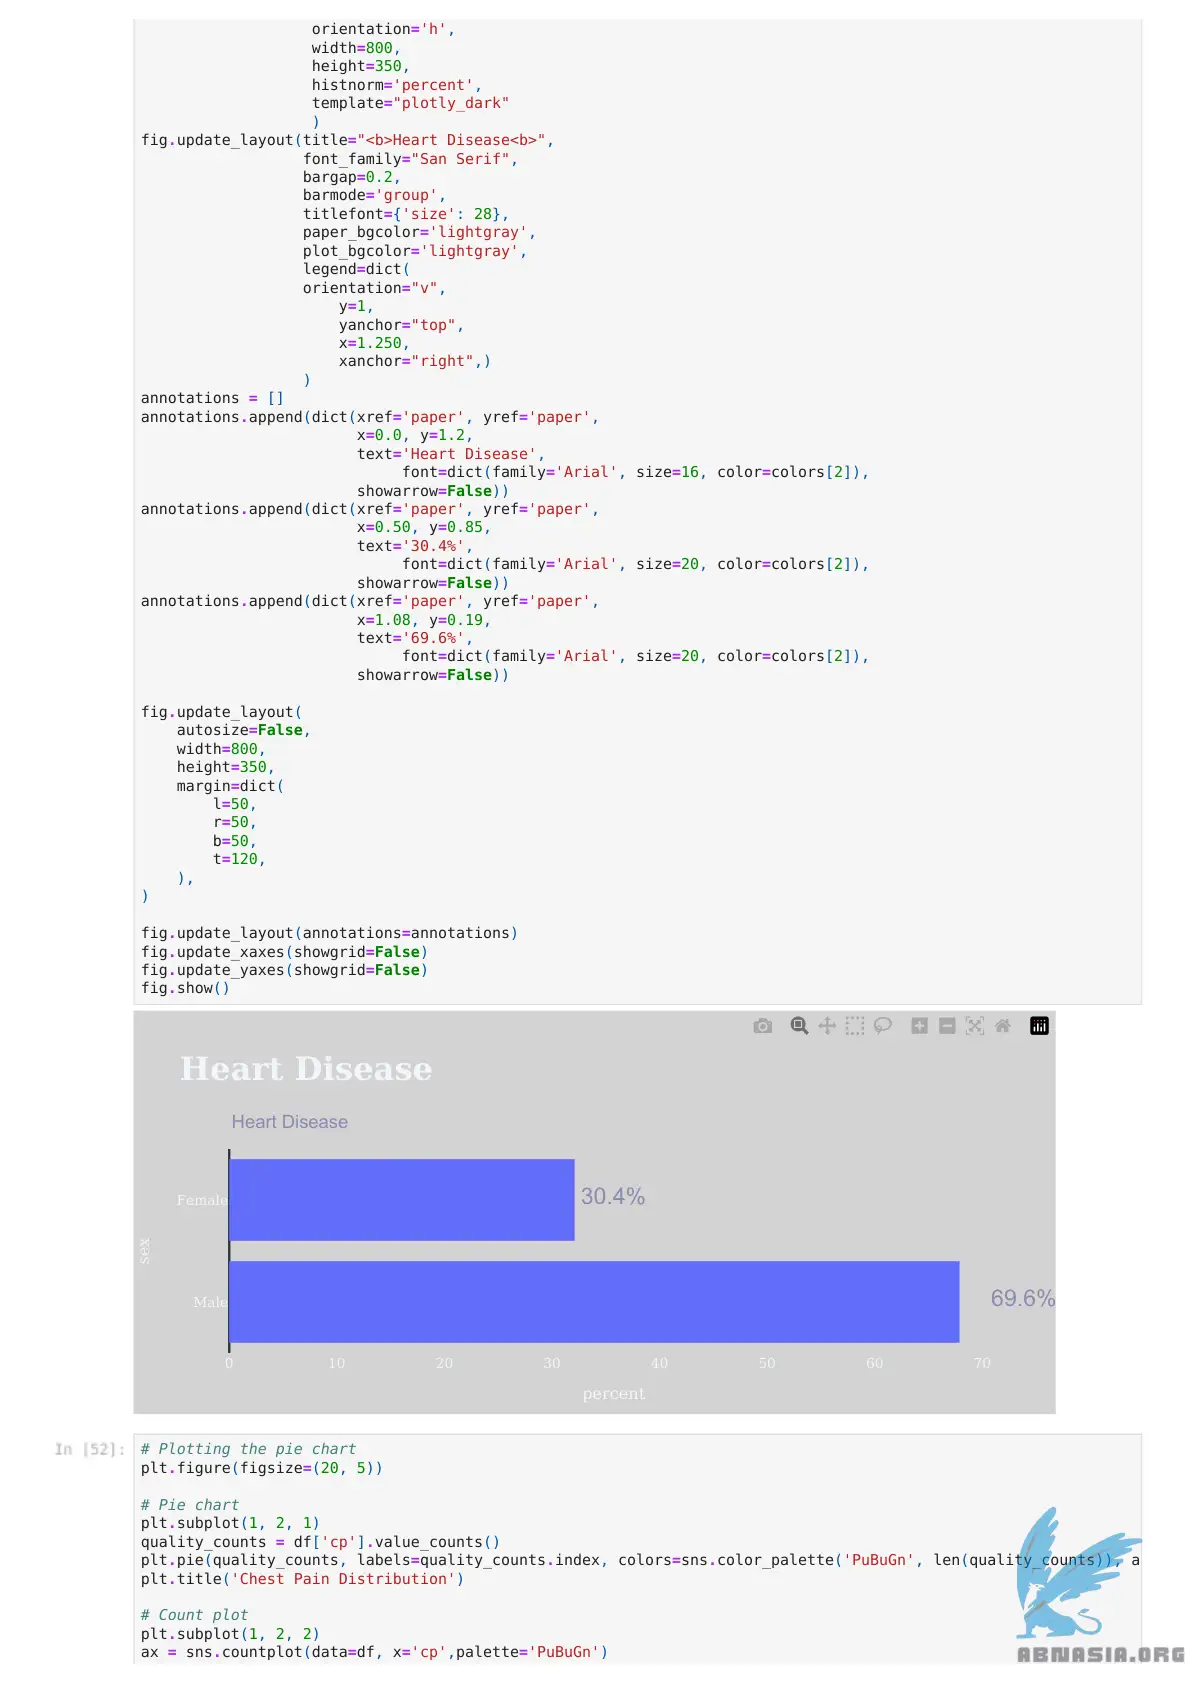 orientation='h',
                   width=800,
                   height=350,
                   histnorm='percent',
                   template="plotly_dark"
                   )
fig.update_layout(title="<b>Heart Disease<b>",
                  font_family="San Serif",
                  bargap=0.2,
                  barmode='group',
                  titlefont={'size': 28},
                  paper_bgcolor='lightgray',
                  plot_bgcolor='lightgray',
                  legend=dict(
                  orientation="v",
                      y=1,
                      yanchor="top",
                      x=1.250,
                      xanchor="right",)
                  )
annotations = []
annotations.append(dict(xref='paper', yref='paper',
                        x=0.0, y=1.2,
                        text='Heart Disease',
                             font=dict(family='Arial', size=16, color=colors[2]),
                        showarrow=False))
annotations.append(dict(xref='paper', yref='paper',
                        x=0.50, y=0.85,
                        text='30.4%',
                             font=dict(family='Arial', size=20, color=colors[2]),
                        showarrow=False))
annotations.append(dict(xref='paper', yref='paper',
                        x=1.08, y=0.19,
                        text='69.6%',
                             font=dict(family='Arial', size=20, color=colors[2]),
                        showarrow=False))

fig.update_layout(
    autosize=False,
    width=800,
    height=350,
    margin=dict(
        l=50,
        r=50,
        b=50,
        t=120,
    ),
)

fig.update_layout(annotations=annotations)
fig.update_xaxes(showgrid=False)
fig.update_yaxes(showgrid=False)
fig.show()
Heart Disease
Heart Disease
Female
30.4%
sex
Male
69.6%
0 10 20 30 40 50 60 70
percent
In [52]:
# Plotting the pie chart
plt.figure(figsize=(20, 5))

# Pie chart
plt.subplot(1, 2, 1)
quality_counts = df['cp'].value_counts()
plt.pie(quality_counts, labels=quality_counts.index, colors=sns.color_palette('PuBuGn', len(quality_counts)), a
plt.title('Chest Pain Distribution')

# Count plot
plt.subplot(1, 2, 2)
ax = sns.countplot(data=df, x='cp',palette='PuBuGn')
ABNASIA.ORG